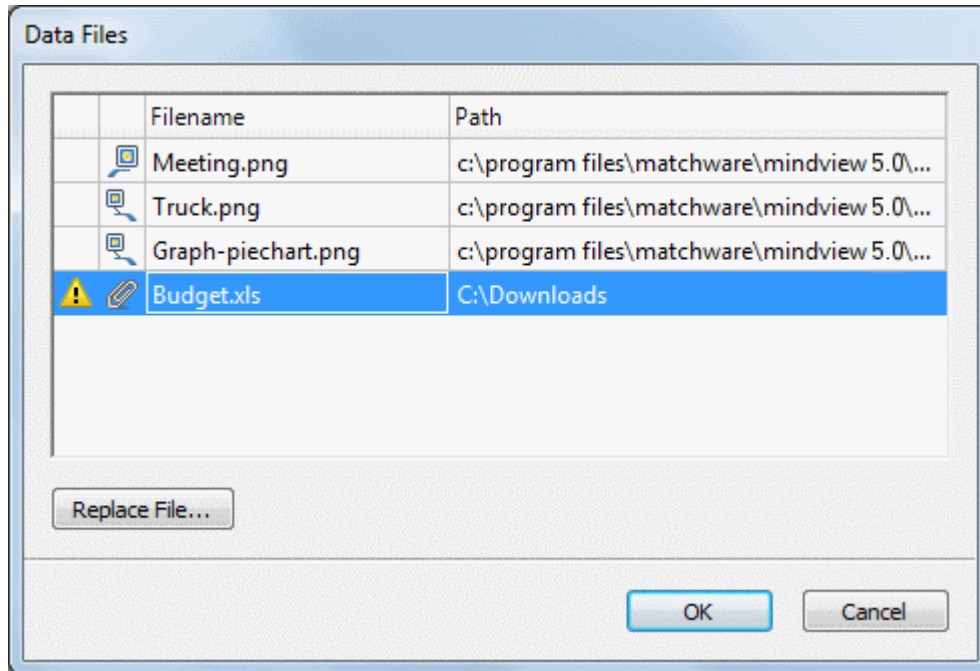 Data Files
Filename Path
Meeting.png c:\program files\matchware\mindview 5.0\...
Truck.png c:\program files\matchware\mindview 5.0\...
Graph-piechart.png c:\program files\matchware\mindview 5.0\...
Budget.xls C:\Downloads
Replace File...
OK Cancel